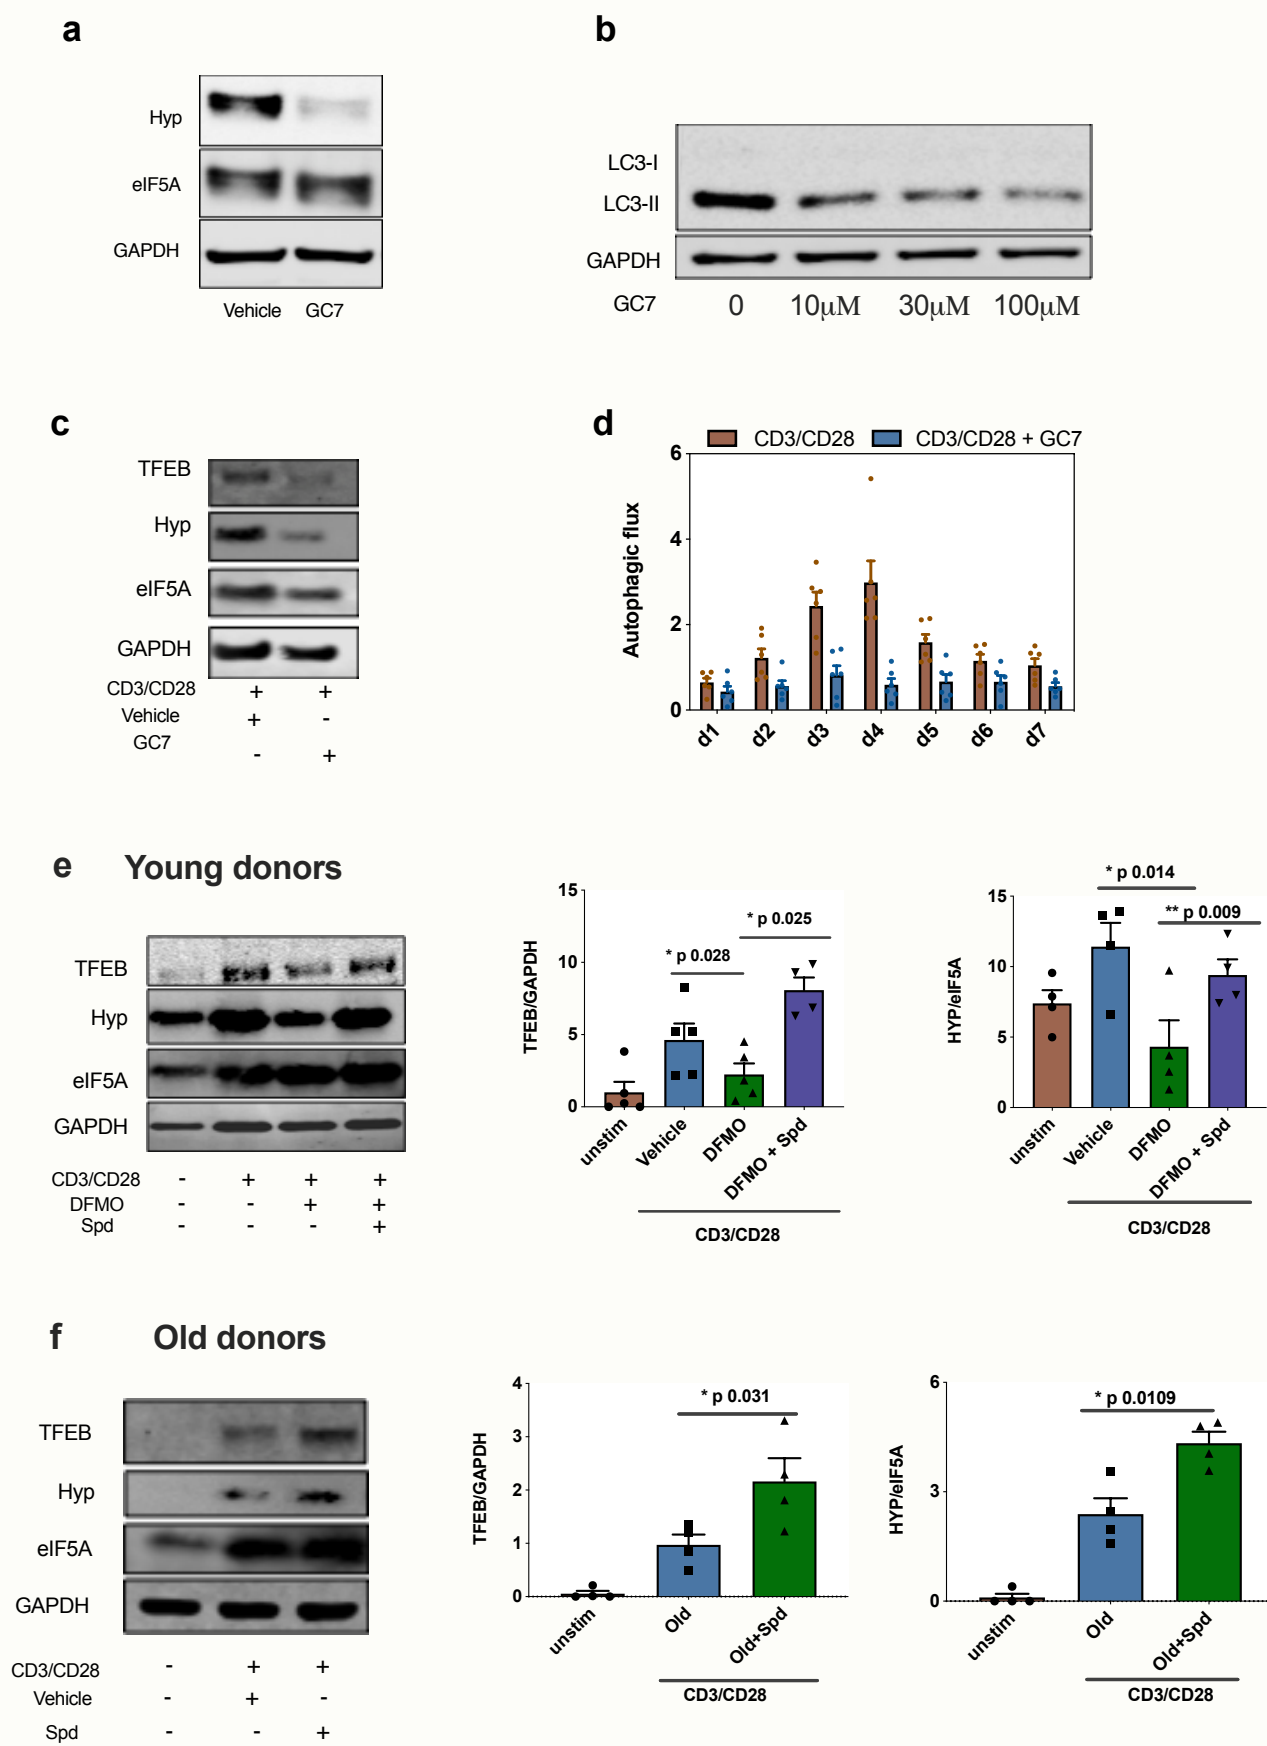 a
Hyp
eIF5A
GAPDH
Vehicle GC7
b
LC3-I
LC3-II
GAPDH
GC7 0 10μM 30μM 100μM
c
TFEB
Hyp
eIF5A
GAPDH
CD3/CD28 + +
Vehicle + -
GC7 - +
d
CD3/CD28 CD3/CD28 + GC7
Autophagic flux
6
4
2
0
d1 d2 d3 d4 d5 d6 d7
e Young donors
TFEB
Hyp
eIF5A
GAPDH
CD3/CD28 - + + +
DFMO - - + +
Spd - - - +
TFEB/GAPDH
15
10
5
0
* p 0.028
* p 0.025
unstim Vehicle DFMO DFMO + Spd
CD3/CD28
HYP/eIF5A
15
10
5
0
* p 0.014
** p 0.009
unstim Vehicle DFMO DFMO + Spd
CD3/CD28
f Old donors
TFEB
Hyp
eIF5A
GAPDH
CD3/CD28 - + +
Vehicle - + -
Spd - - +
TFEB/GAPDH
4
3
2
1
0
* p 0.031
unstim Old Old+Spd
CD3/CD28
HYP/eIF5A
6
3
0
* p 0.0109
unstim Old Old+Spd
CD3/CD28